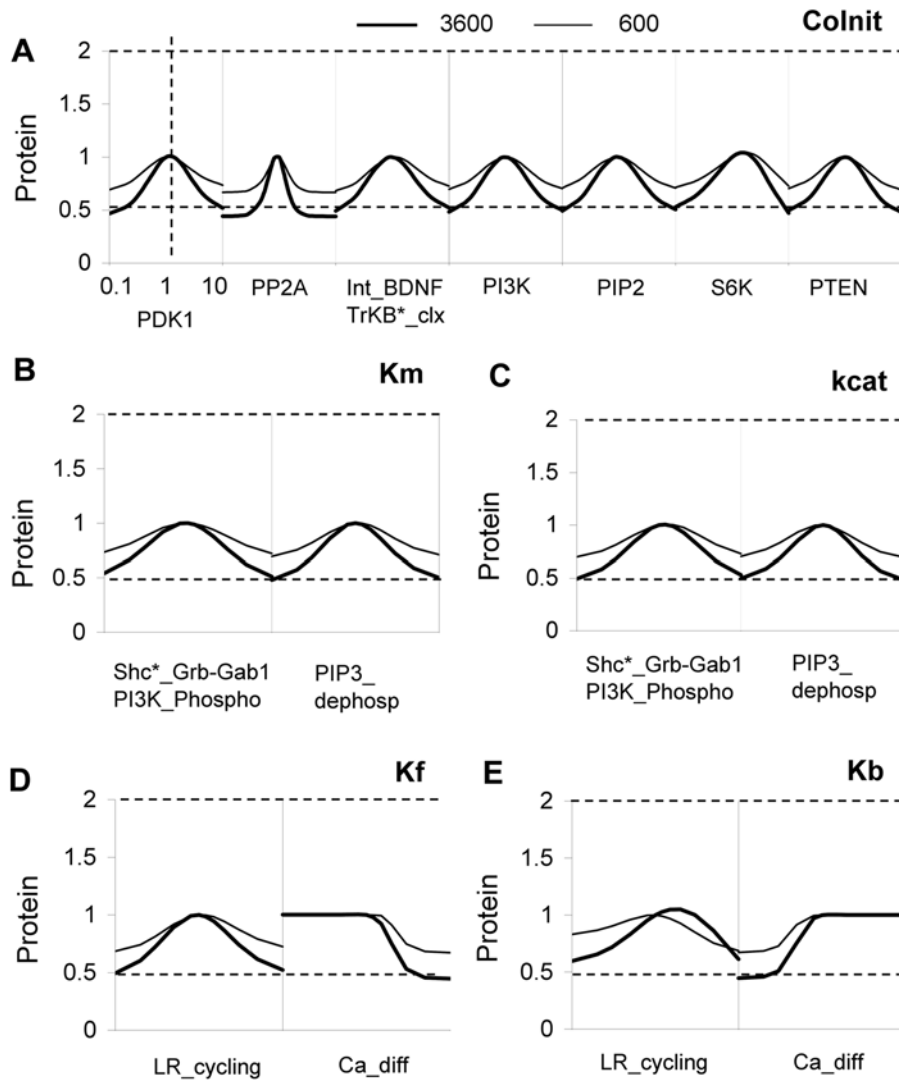 3600 600 CoInit
A
2
1.5
1
0.5
0
Protein
0.1 1 10 PP2A Int_BDNF PI3K PIP2 S6K PTEN
PDK1 TrKB*_clx
B Km
2
1.5
1
0.5
0
Protein
Shc*_Grb-Gab1 PIP3_
PI3K_Phospho dephosp
C kcat
2
1.5
1
0.5
0
Protein
Shc*_Grb-Gab1 PIP3_
PI3K_Phospho dephosp
D Kf
2
1.5
1
0.5
0
Protein
LR_cycling Ca_diff
E Kb
2
1.5
1
0.5
0
Protein
LR_cycling Ca_diff